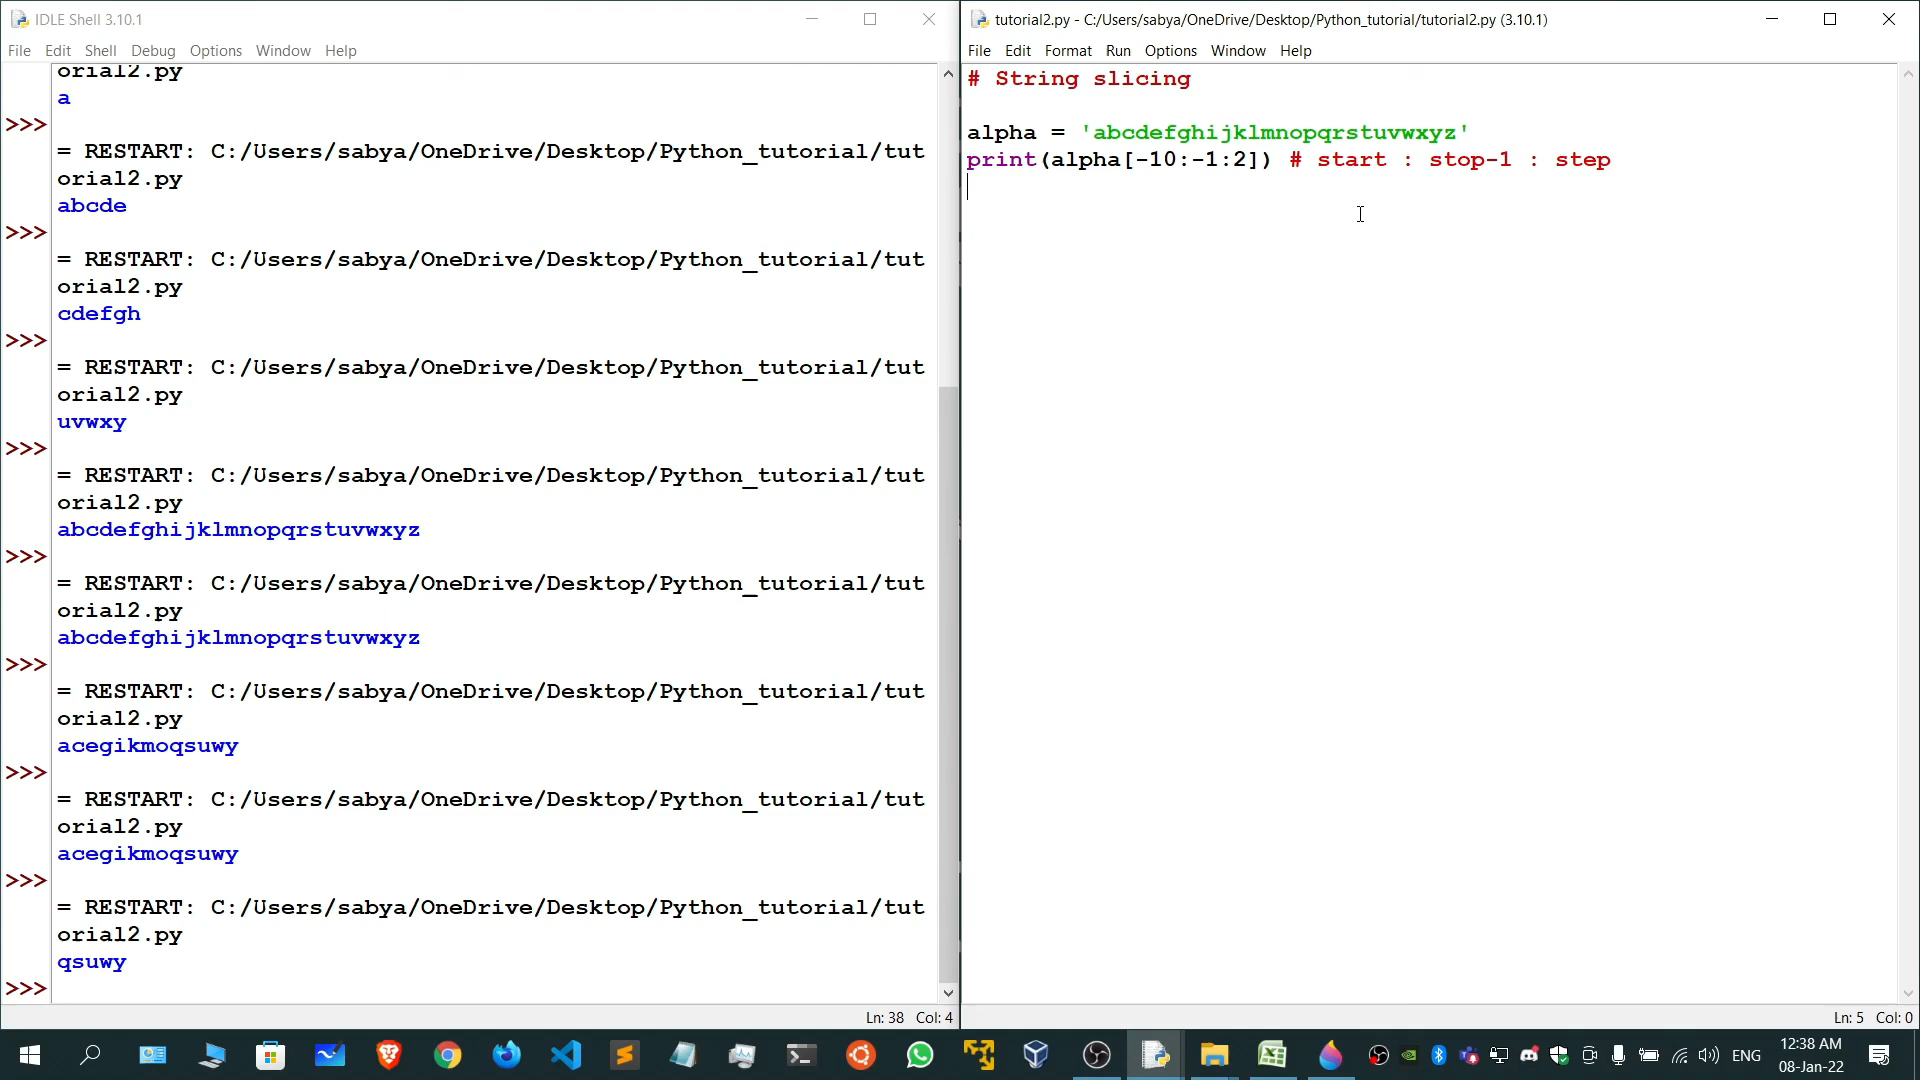 IDLE Shell 3.10.1
File Edit Shell Debug Options Window Help
orial2.py
a
>>>
= RESTART: C:/Users/sabya/OneDrive/Desktop/Python_tutorial/tut
orial2.py
abcde
>>>
= RESTART: C:/Users/sabya/OneDrive/Desktop/Python_tutorial/tut
orial2.py
cdefgh
>>>
= RESTART: C:/Users/sabya/OneDrive/Desktop/Python_tutorial/tut
orial2.py
uvwxy
>>>
= RESTART: C:/Users/sabya/OneDrive/Desktop/Python_tutorial/tut
orial2.py
abcdefghijklmnopqrstuvwxyz
>>>
= RESTART: C:/Users/sabya/OneDrive/Desktop/Python_tutorial/tut
orial2.py
abcdefghijklmnopqrstuvwxyz
>>>
= RESTART: C:/Users/sabya/OneDrive/Desktop/Python_tutorial/tut
orial2.py
acegikmoqsuwy
>>>
= RESTART: C:/Users/sabya/OneDrive/Desktop/Python_tutorial/tut
orial2.py
acegikmoqsuwy
>>>
= RESTART: C:/Users/sabya/OneDrive/Desktop/Python_tutorial/tut
orial2.py
qsuwy
>>>
Ln: 38 Col: 4
tutorial2.py - C:/Users/sabya/OneDrive/Desktop/Python_tutorial/tutorial2.py (3.10.1)
File Edit Format Run Options Window Help
# String slicing
alpha = 'abcdefghijklmnopqrstuvwxyz'
print(alpha[-10:-1:2]) # start : stop-1 : step
Ln: 5 Col: 0
ENG
12:38 AM
08-Jan-22